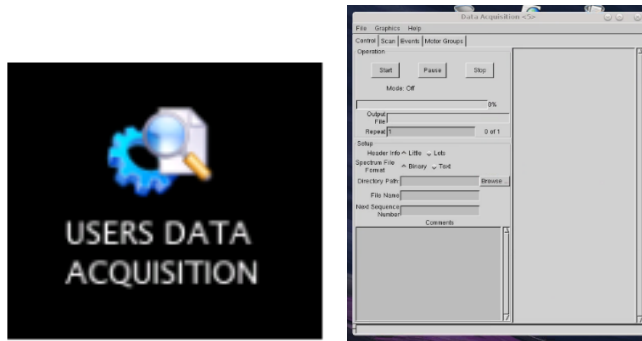 USERS DATA
ACQUISITION
Data Acquisition <5>
File Graphics Help
Control Scan Events Motor Groups
Operation
Start Pause Stop
Mode: Off
0%
Output
File
Repeat 1 0 of 1
Setup
Header Info Little Lots
Spectrum File
Format Binary Text
Directory Path: Browse...
File Name
Next Sequence
Number
Comments